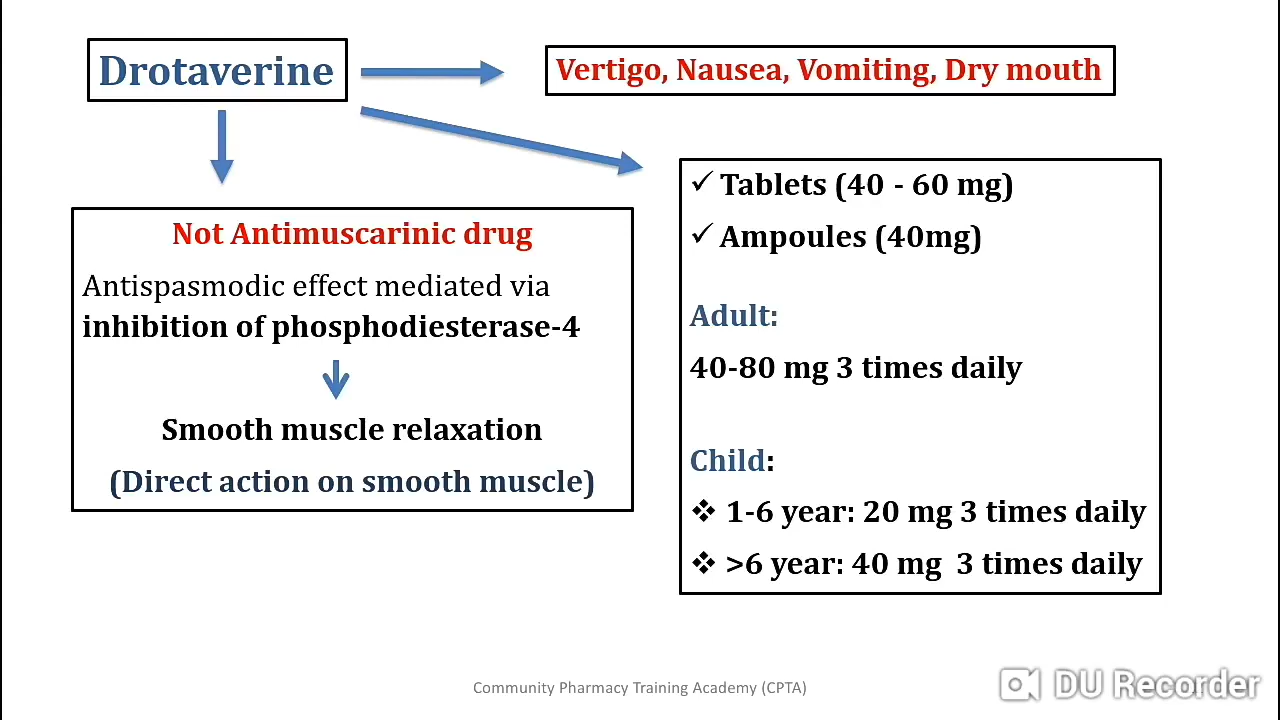 Drotaverine
Vertigo, Nausea, Vomiting, Dry mouth
Not Antimuscarinic drug
Antispasmodic effect mediated via
inhibition of phosphodiesterase-4
Smooth muscle relaxation
(Direct action on smooth muscle)
✓ Tablets (40 - 60 mg)
✓ Ampoules (40mg)
Adult:
40-80 mg 3 times daily
Child:
❖ 1-6 year: 20 mg 3 times daily
❖ >6 year: 40 mg  3 times daily
Community Pharmacy Training Academy (CPTA)
DU Recorder